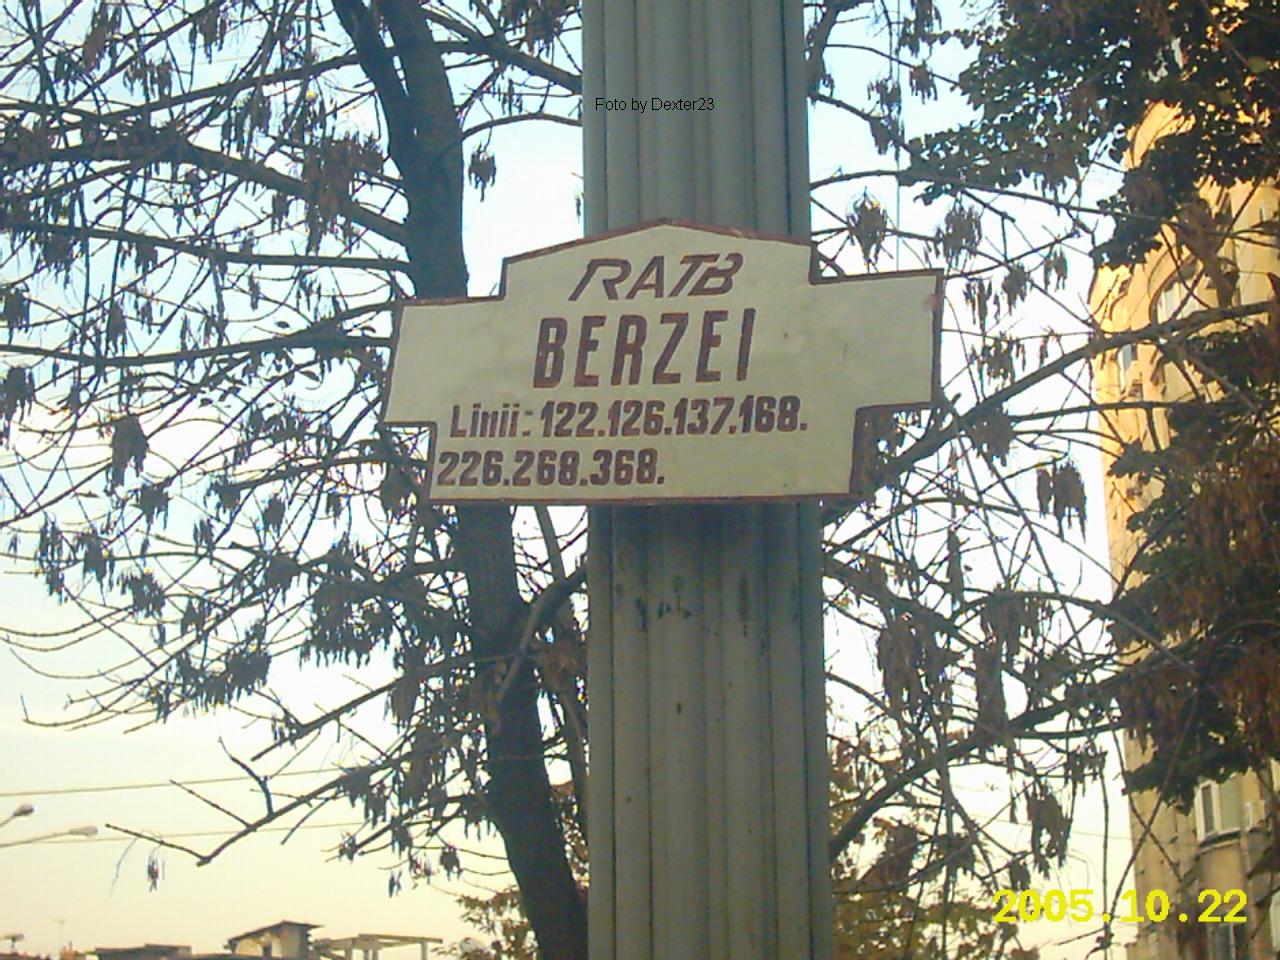 Foto by Dexter23
RATB
BERZEI
Linii: 122.126.137.168.
226.268.368.
2005.10.22